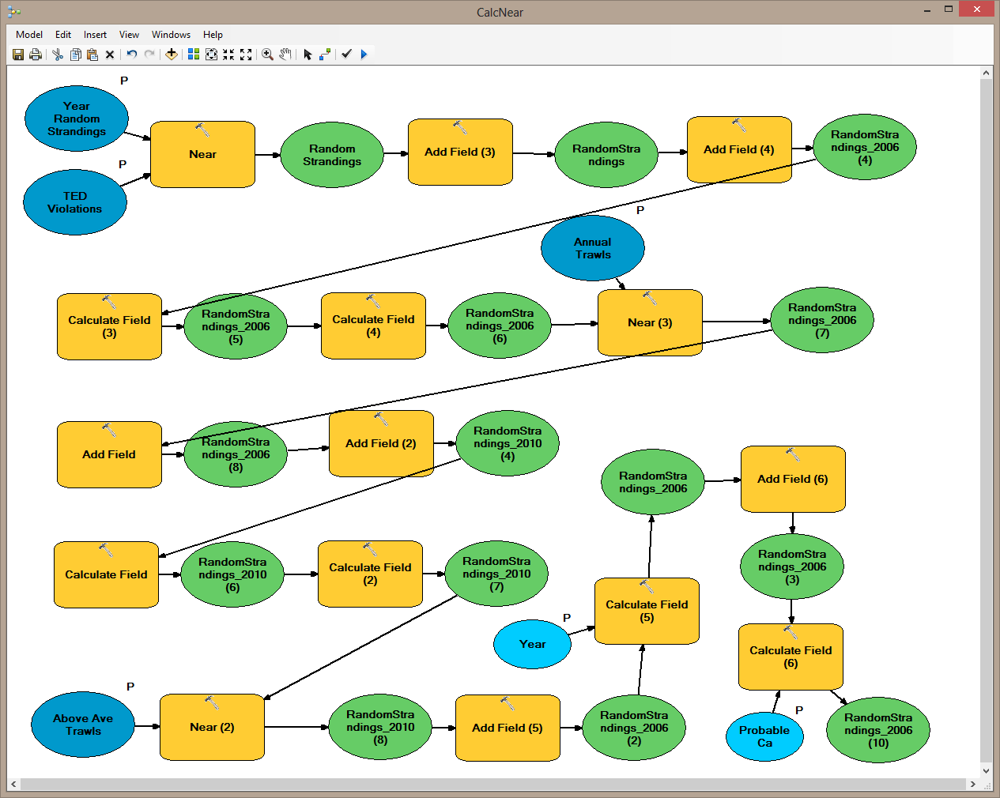 CalcNear
Model Edit Insert View Windows Help
P
Year
Random
Strandings
Near
Random
Strandings
Add Field (3)
RandomStra
ndings
Add Field (4)
RandomStra
ndings_2006
(4)
P
TED
Violations
P
Annual
Trawls
Calculate Field
(3)
RandomStra
ndings_2006
(5)
Calculate Field
(4)
RandomStra
ndings_2006
(6)
Near (3)
RandomStra
ndings_2006
(7)
Add Field
RandomStra
ndings_2006
(8)
Add Field (2)
RandomStra
ndings_2010
(4)
RandomStra
ndings_2006
Add Field (6)
Calculate Field
RandomStra
ndings_2010
(6)
Calculate Field
(2)
RandomStra
ndings_2010
(7)
RandomStra
ndings_2006
(3)
Calculate Field
(5)
P
Year
Calculate Field
(6)
P
Above Ave
Trawls
Near (2)
RandomStra
ndings_2010
(8)
Add Field (5)
RandomStra
ndings_2006
(2)
P
Probable
Ca
RandomStra
ndings_2006
(10)